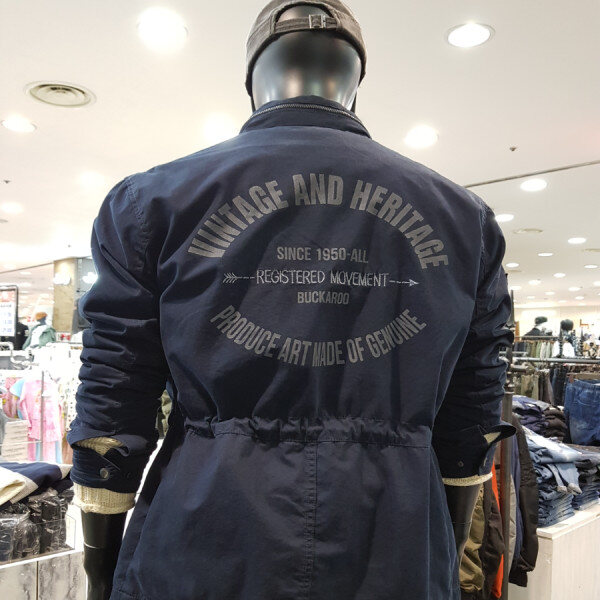 VINTAGE AND HERITAGE
SINCE 1950-ALL
REGISTERED MOVEMENT
BUCKAROO
PRODUCE ART MADE OF GENUINE